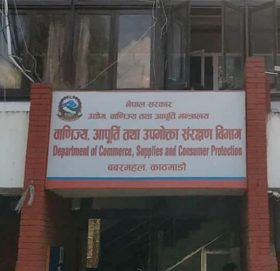 नेपाल सरकार
उद्योग, वाणिज्य तथा आपूर्ति मन्त्रालय
वाणिज्य, आपूर्ति तथा उपभोक्ता संरक्षण विभाग
Department of Commerce, Supplies and Consumer Protection
बबरमहल, काठमाडौं